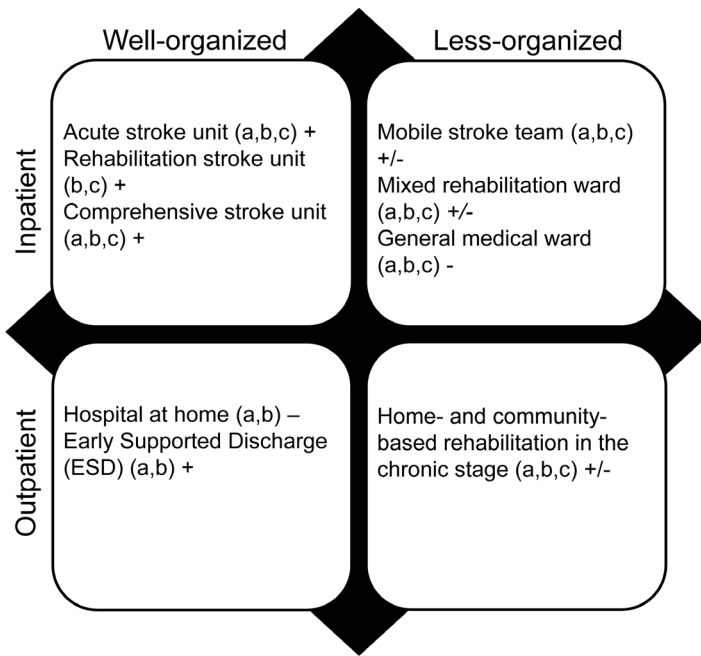 Well-organized
Less-organized
Inpatient
Acute stroke unit (a,b,c) +
Rehabilitation stroke unit
(b,c) +
Comprehensive stroke unit
(a,b,c) +
Mobile stroke team (a,b,c)
+/-
Mixed rehabilitation ward
(a,b,c) +/-
General medical ward
(a,b,c) -
Outpatient
Hospital at home (a,b) –
Early Supported Discharge
(ESD) (a,b) +
Home- and community-
based rehabilitation in the
chronic stage (a,b,c) +/-